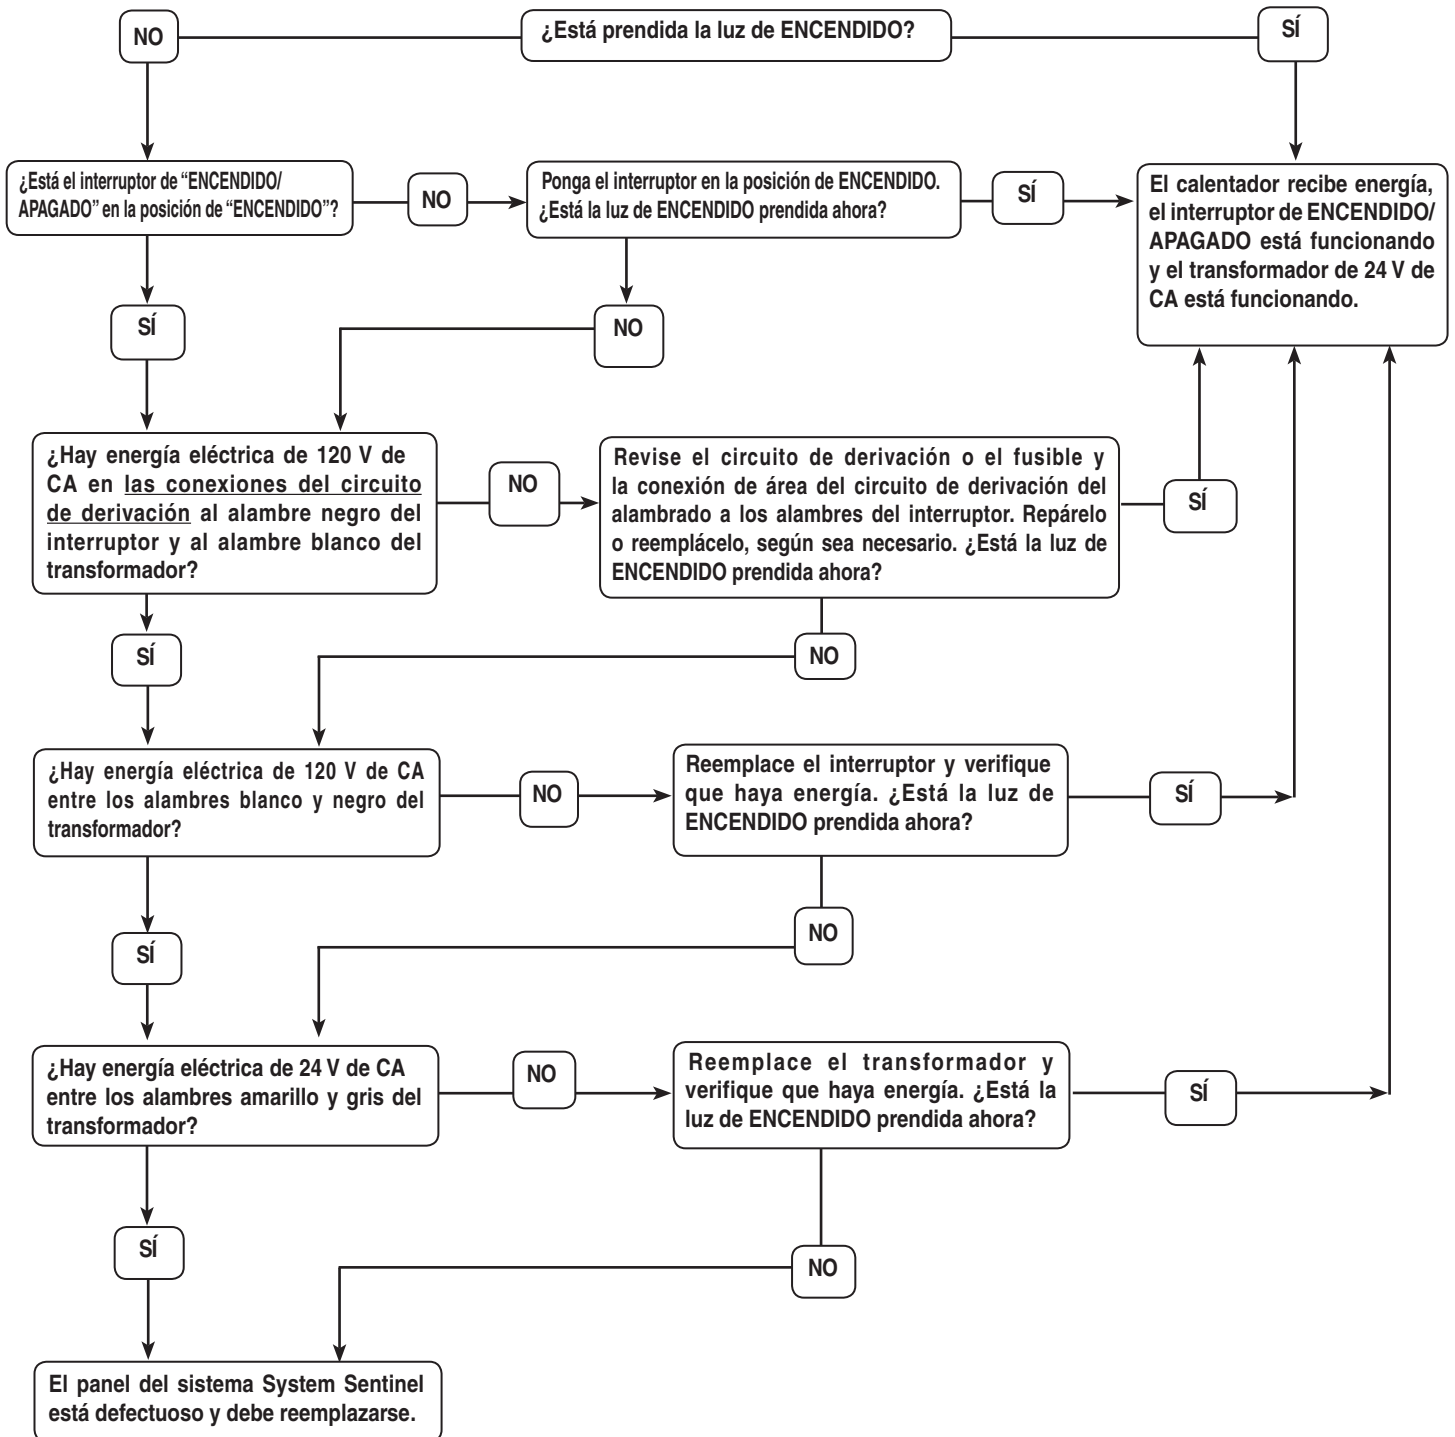 NO
¿Está prendida la luz de ENCENDIDO?
SÍ
¿Está el interruptor de “ENCENDIDO/
APAGADO” en la posición de “ENCENDIDO”?
NO
Ponga el interruptor en la posición de ENCENDIDO.
¿Está la luz de ENCENDIDO prendida ahora?
SÍ
El calentador recibe energía,
el interruptor de ENCENDIDO/
APAGADO está funcionando
y el transformador de 24 V de
CA está funcionando.
SÍ
NO
¿Hay energía eléctrica de 120 V de
CA en las conexiones del circuito
de derivación al alambre negro del
interruptor y al alambre blanco del
transformador?
NO
Revise el circuito de derivación o el fusible y
la conexión de área del circuito de derivación del
alambrado a los alambres del interruptor. Repárelo
o reemplácelo, según sea necesario. ¿Está la luz de
ENCENDIDO prendida ahora?
SÍ
SÍ
NO
¿Hay energía eléctrica de 120 V de CA
entre los alambres blanco y negro del
transformador?
NO
Reemplace el interruptor y verifique
que haya energía. ¿Está la luz de
ENCENDIDO prendida ahora?
SÍ
SÍ
NO
¿Hay energía eléctrica de 24 V de CA
entre los alambres amarillo y gris del
transformador?
NO
Reemplace el transformador y
verifique que haya energía. ¿Está la
luz de ENCENDIDO prendida ahora?
SÍ
SÍ
NO
El panel del sistema System Sentinel
está defectuoso y debe reemplazarse.